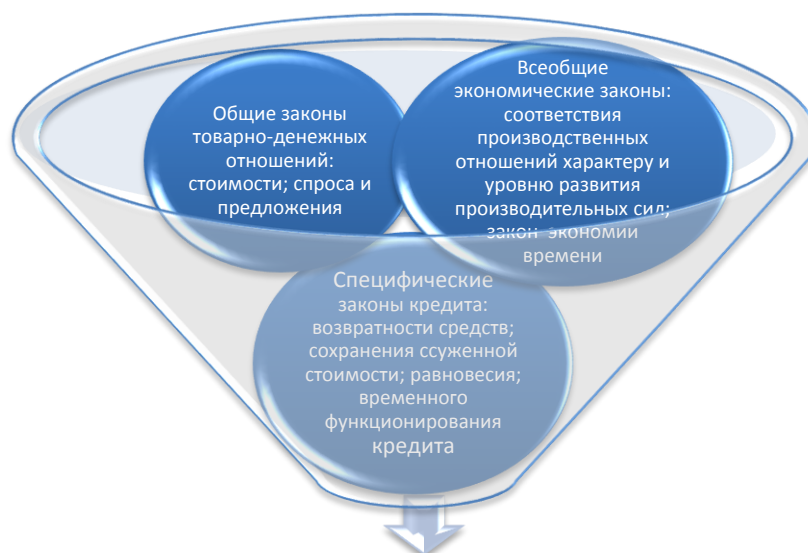 Общие законы
товарно-денежных
отношений:
стоимости; спроса и
предложения
Всеобщие
экономические законы:
соответствия
производственных
отношений характеру и
уровню развития
производительных сил;
закон экономии
времени
Специфические
законы кредита:
возвратности средств;
сохранения ссуженной
стоимости; равновесия;
временного
функционирования
кредита